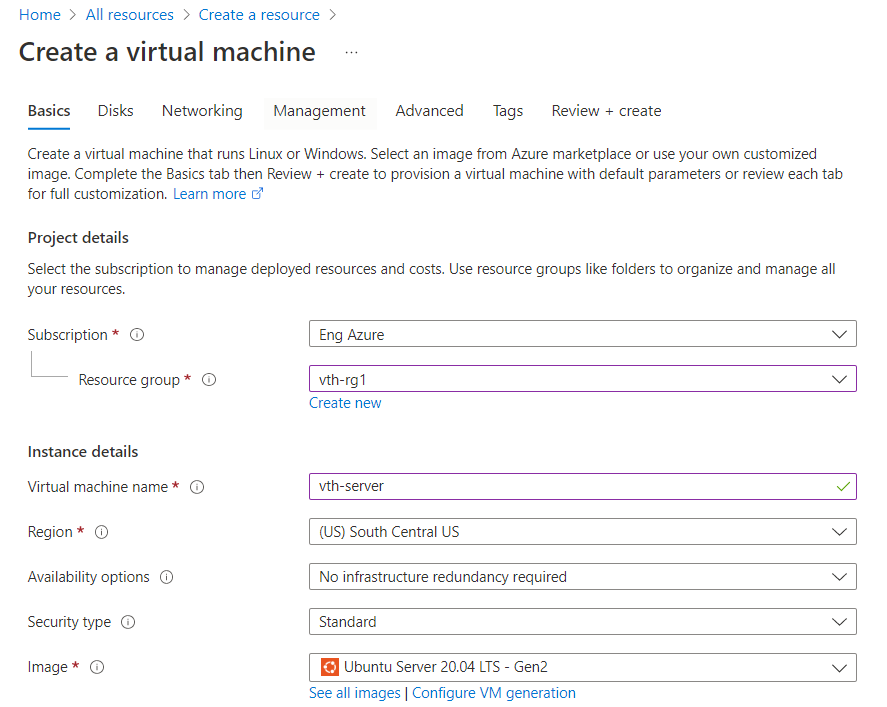 Home > All resources > Create a resource >
Create a virtual machine ...
Basics Disks Networking Management Advanced Tags Review + create
Create a virtual machine that runs Linux or Windows. Select an image from Azure marketplace or use your own customized
image. Complete the Basics tab then Review + create to provision a virtual machine with default parameters or review each tab
for full customization. Learn more
Project details
Select the subscription to manage deployed resources and costs. Use resource groups like folders to organize and manage all
your resources.
Subscription * Eng Azure
Resource group * vth-rg1
Create new
Instance details
Virtual machine name * vth-server
Region * (US) South Central US
Availability options No infrastructure redundancy required
Security type Standard
Image * Ubuntu Server 20.04 LTS - Gen2
See all images | Configure VM generation